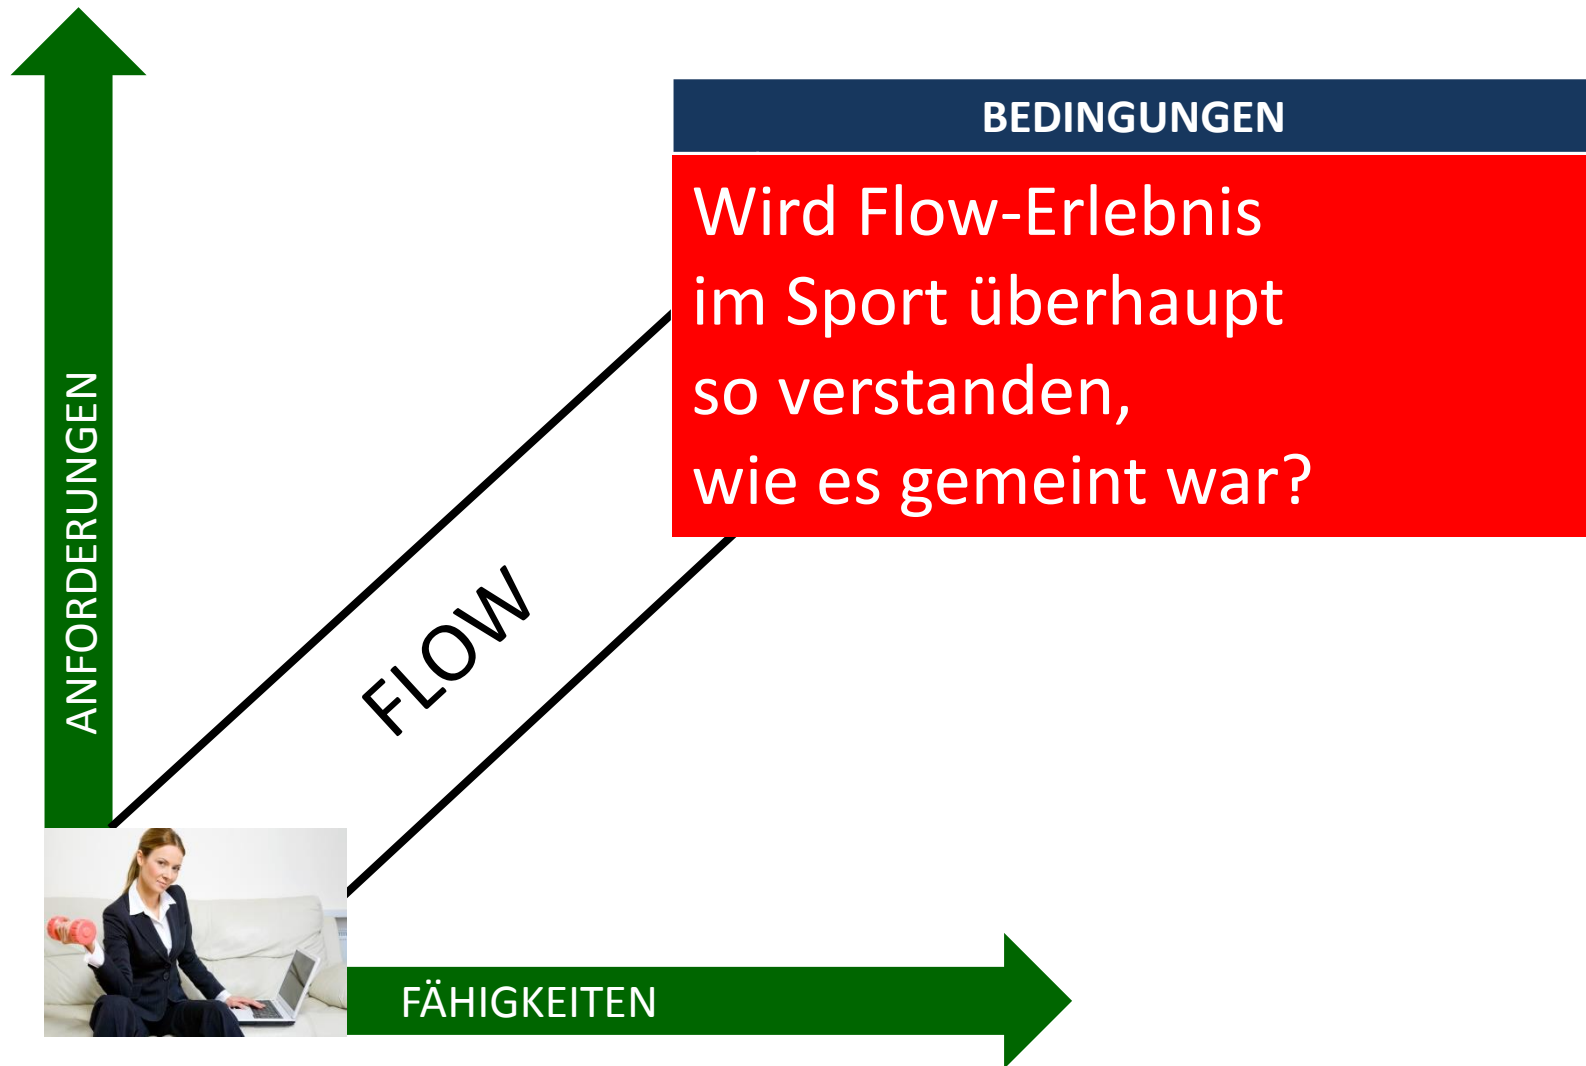 BEDINGUNGEN
Wird Flow-Erlebnis
im Sport überhaupt
so verstanden,
wie es gemeint war?
ANFORDERUNGEN
FLOW
FÄHIGKEITEN